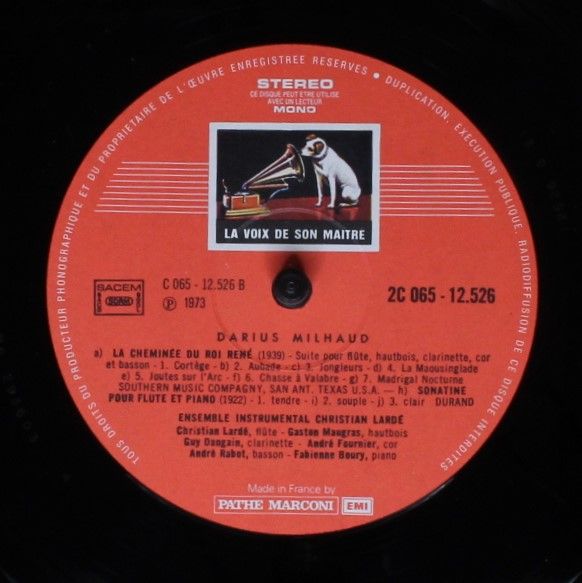 TOUS DROITS DU PRODUCTEUR PHONOGRAPHIQUE ET DU PROPRIETAIRE DE L'ŒUVRE ENREGISTREE RESERVES • DUPLICATION, EXECUTION PUBLIQUE, RADIODIFFUSION DE CE DISQUE INTERDITES
STEREO
CE DISQUE PEUT ETRE UTILISE
AVEC UN LECTEUR
MONO
LA VOIX DE SON MAITRE
SACEM
C 065 - 12.526 B
2C 065 - 12.526
SDRM
Ⓟ 1973
DARIUS MILHAUD
a) LA CHEMINÉE DU ROI RENÉ (1939) - Suite pour flûte, hautbois, clarinette, cor
et basson - 1. Cortège - b) 2. Aubade - c) 3. Jongleurs - d) 4. La Maousinglade
e) 5. Joutes sur l'Arc - f) 6. Chasse à Valabre - g) 7. Madrigal Nocturne
SOUTHERN MUSIC COMPAGNY, SAN ANT. TEXAS U.S.A. — h) SONATINE
POUR FLUTE ET PIANO (1922) - 1. tendre - i) 2. souple - j) 3. clair DURAND
ENSEMBLE INSTRUMENTAL CHRISTIAN LARDÉ
Christian Lardé, flûte - Gaston Maugras, hautbois
Guy Dangain, clarinette - André Fournier, cor
André Rabot, basson - Fabienne Boury, piano
Made in France by
PATHE MARCONI EMI